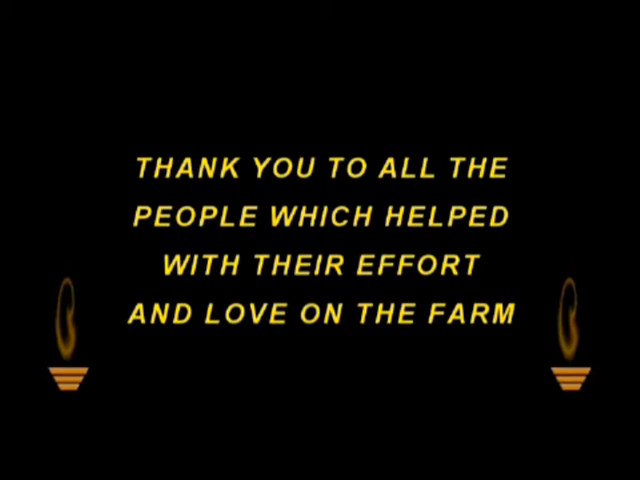 THANK YOU TO ALL THE
PEOPLE WHICH HELPED
WITH THEIR EFFORT
AND LOVE ON THE FARM